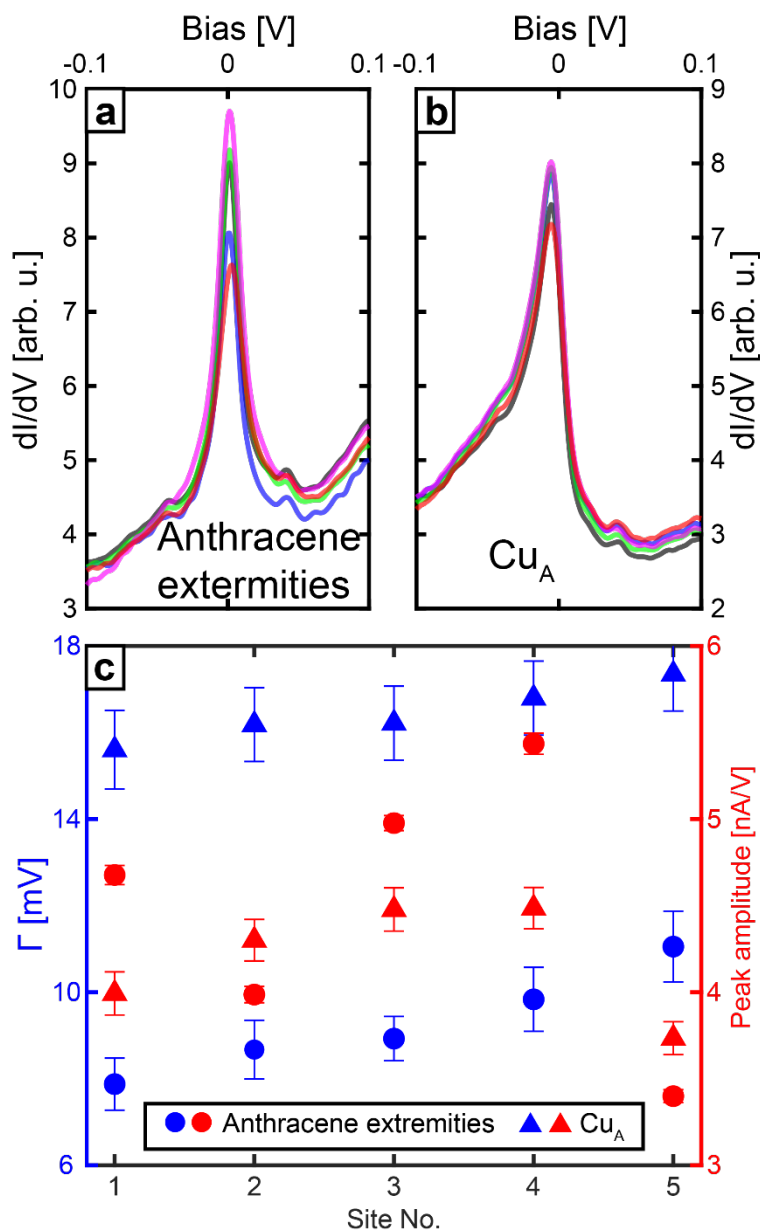 Bias [V] Bias [V]
-0.1 0 0.1 -0.1 0 0.1
a
10
9
8
7
6
5
4
3
dI/dV [arb. u.]
Anthracene
extermities
b
9
8
7
6
5
4
3
2
dI/dV [arb. u.]
CuA
c
18
14
10
6
Γ [mV]
6
5
4
3
Peak amplitude [nA/V]
Anthracene extremities CuA
1 2 3 4 5
Site No.